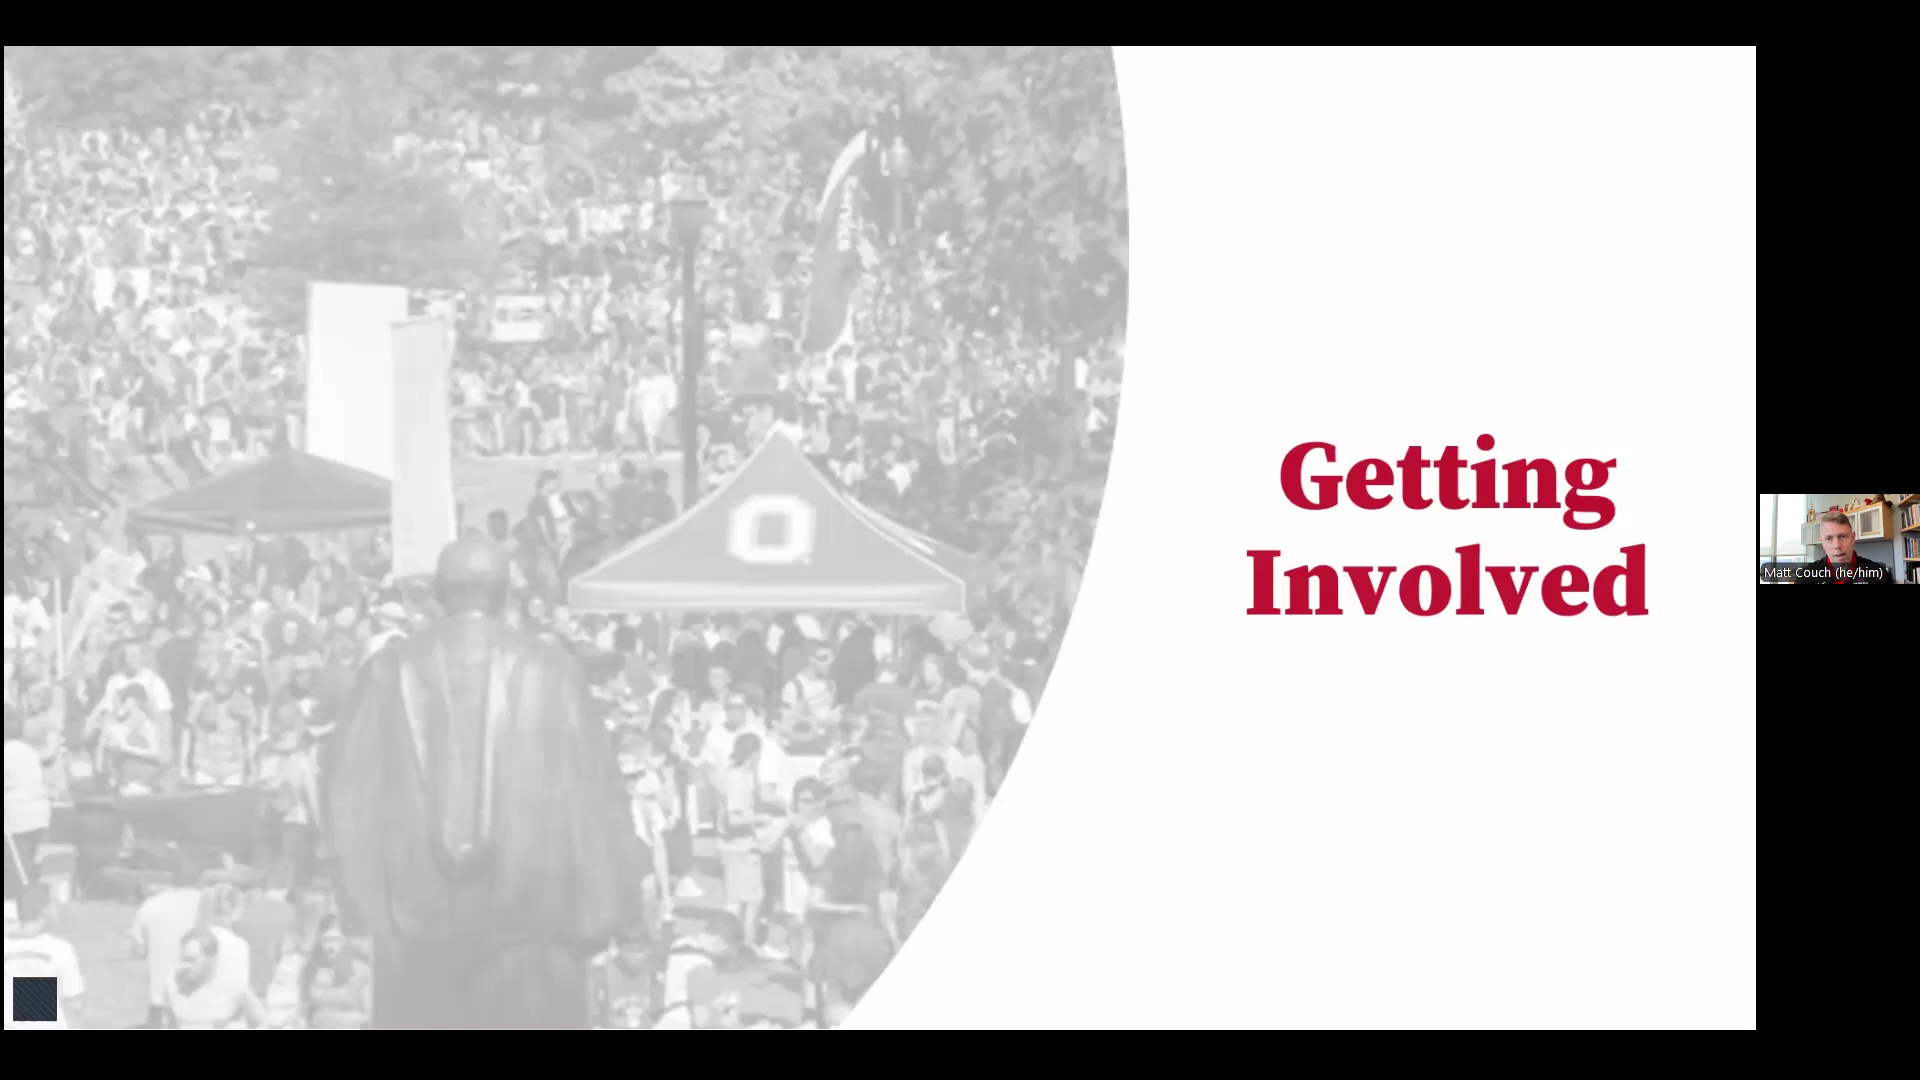 Getting
Involved
Matt Couch (he/him)